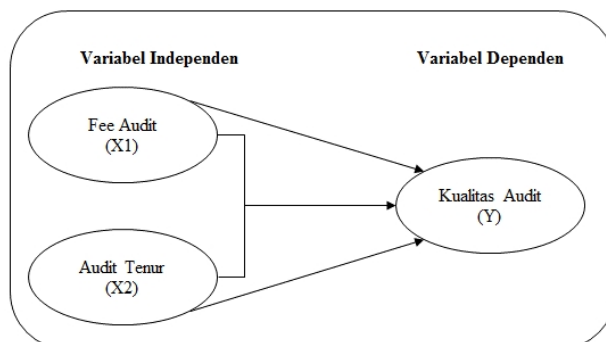 Variabel Independen
Variabel Dependen
Fee Audit
(X1)
Kualitas Audit
(Y)
Audit Tenur
(X2)